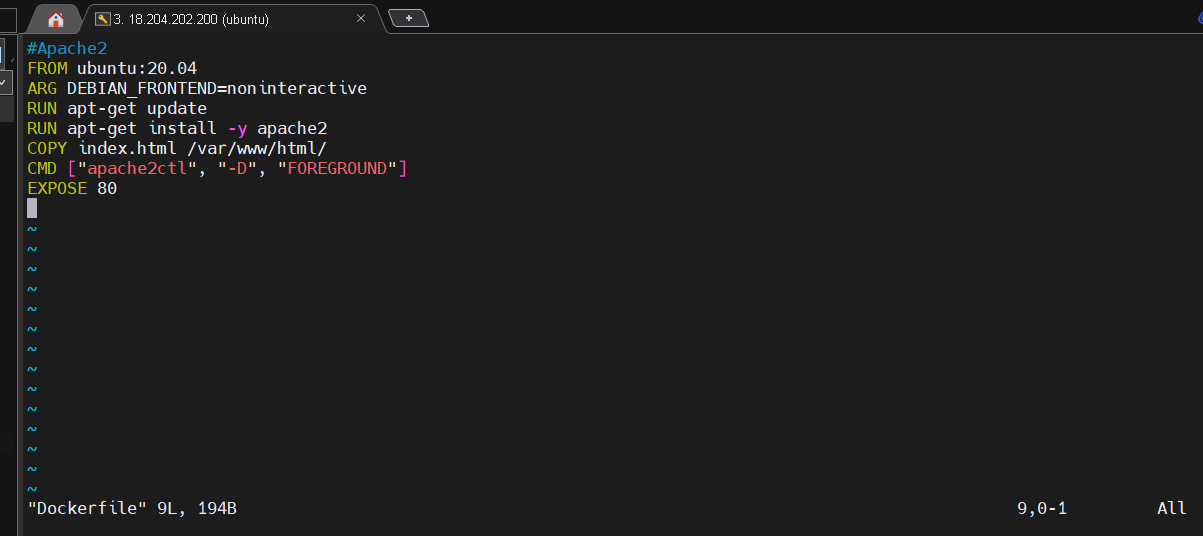 3. 18.204.202.200 (ubuntu)
#Apache2
FROM ubuntu:20.04
ARG DEBIAN_FRONTEND=noninteractive
RUN apt-get update
RUN apt-get install -y apache2
COPY index.html /var/www/html/
CMD ["apache2ctl", "-D", "FOREGROUND"]
EXPOSE 80
~
~
~
~
~
~
~
~
~
~
~
~
~
~
"Dockerfile" 9L, 194B 9,0-1 All